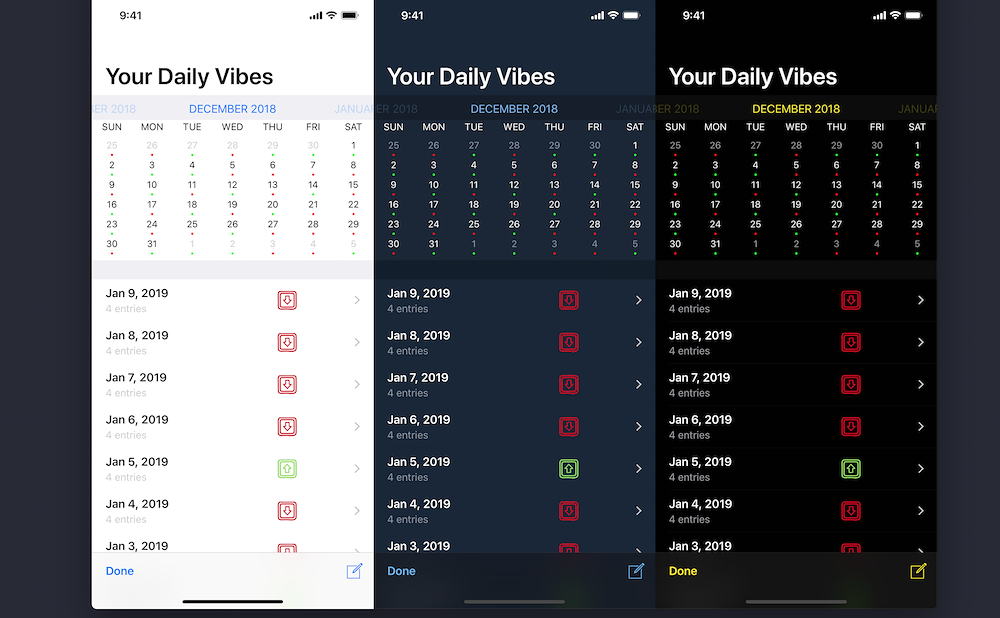 9:41
Your Daily Vibes
ER 2018 DECEMBER 2018 JANUA
SUN MON TUE WED THU FRI SAT
25 26 27 28 29 30 1
2 3 4 5 6 7 8
9 10 11 12 13 14 15
16 17 18 19 20 21 22
23 24 25 26 27 28 29
30 31 1 2 3 4 5
Jan 9, 2019
4 entries
Jan 8, 2019
4 entries
Jan 7, 2019
4 entries
Jan 6, 2019
4 entries
Jan 5, 2019
4 entries
Jan 4, 2019
4 entries
Jan 3, 2019
Done
9:41
Your Daily Vibes
ER 2018 DECEMBER 2018 JANUA
SUN MON TUE WED THU FRI SAT
25 26 27 28 29 30 1
2 3 4 5 6 7 8
9 10 11 12 13 14 15
16 17 18 19 20 21 22
23 24 25 26 27 28 29
30 31 1 2 3 4 5
Jan 9, 2019
4 entries
Jan 8, 2019
4 entries
Jan 7, 2019
4 entries
Jan 6, 2019
4 entries
Jan 5, 2019
4 entries
Jan 4, 2019
4 entries
Jan 3, 2019
Done
9:41
Your Daily Vibes
ER 2018 DECEMBER 2018 JANUAR
SUN MON TUE WED THU FRI SAT
25 26 27 28 29 30 1
2 3 4 5 6 7 8
9 10 11 12 13 14 15
16 17 18 19 20 21 22
23 24 25 26 27 28 29
30 31 1 2 3 4 5
Jan 9, 2019
4 entries
Jan 8, 2019
4 entries
Jan 7, 2019
4 entries
Jan 6, 2019
4 entries
Jan 5, 2019
4 entries
Jan 4, 2019
4 entries
Jan 3, 2019
Done